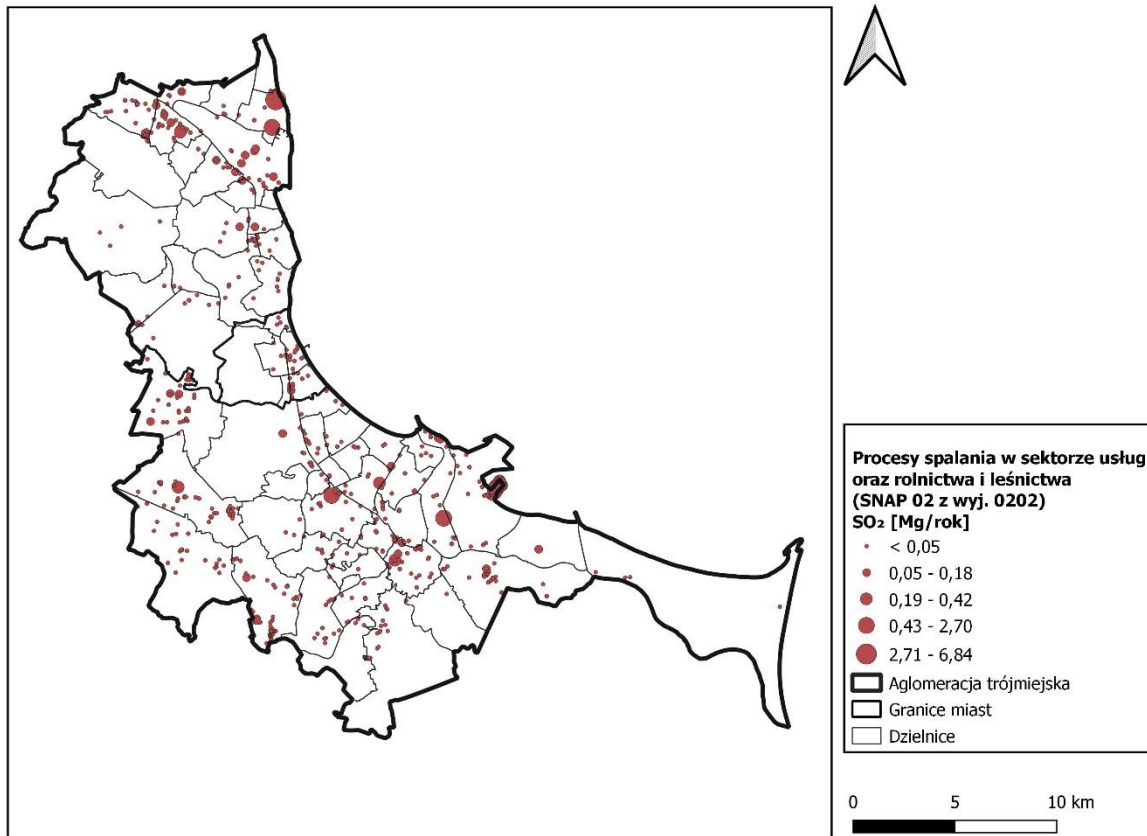 Procesy spalania w sektorze usług
oraz rolnictwa i leśnictwa
(SNAP 02 z wyj. 0202)
SO₂ [Mg/rok]
< 0,05
0,05 - 0,18
0,19 - 0,42
0,43 - 2,70
2,71 - 6,84
Aglomeracja trójmiejska
Granice miast
Dzielnice
0 5 10 km